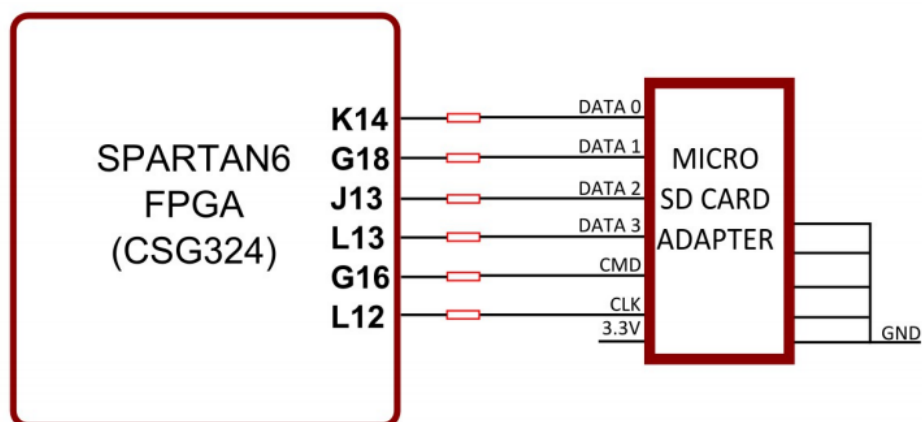 SPARTAN6
FPGA
(CSG324)
K14
G18
J13
L13
G16
L12
DATA 0
DATA 1
DATA 2
DATA 3
CMD
CLK
3.3V
MICRO
SD CARD
ADAPTER
GND